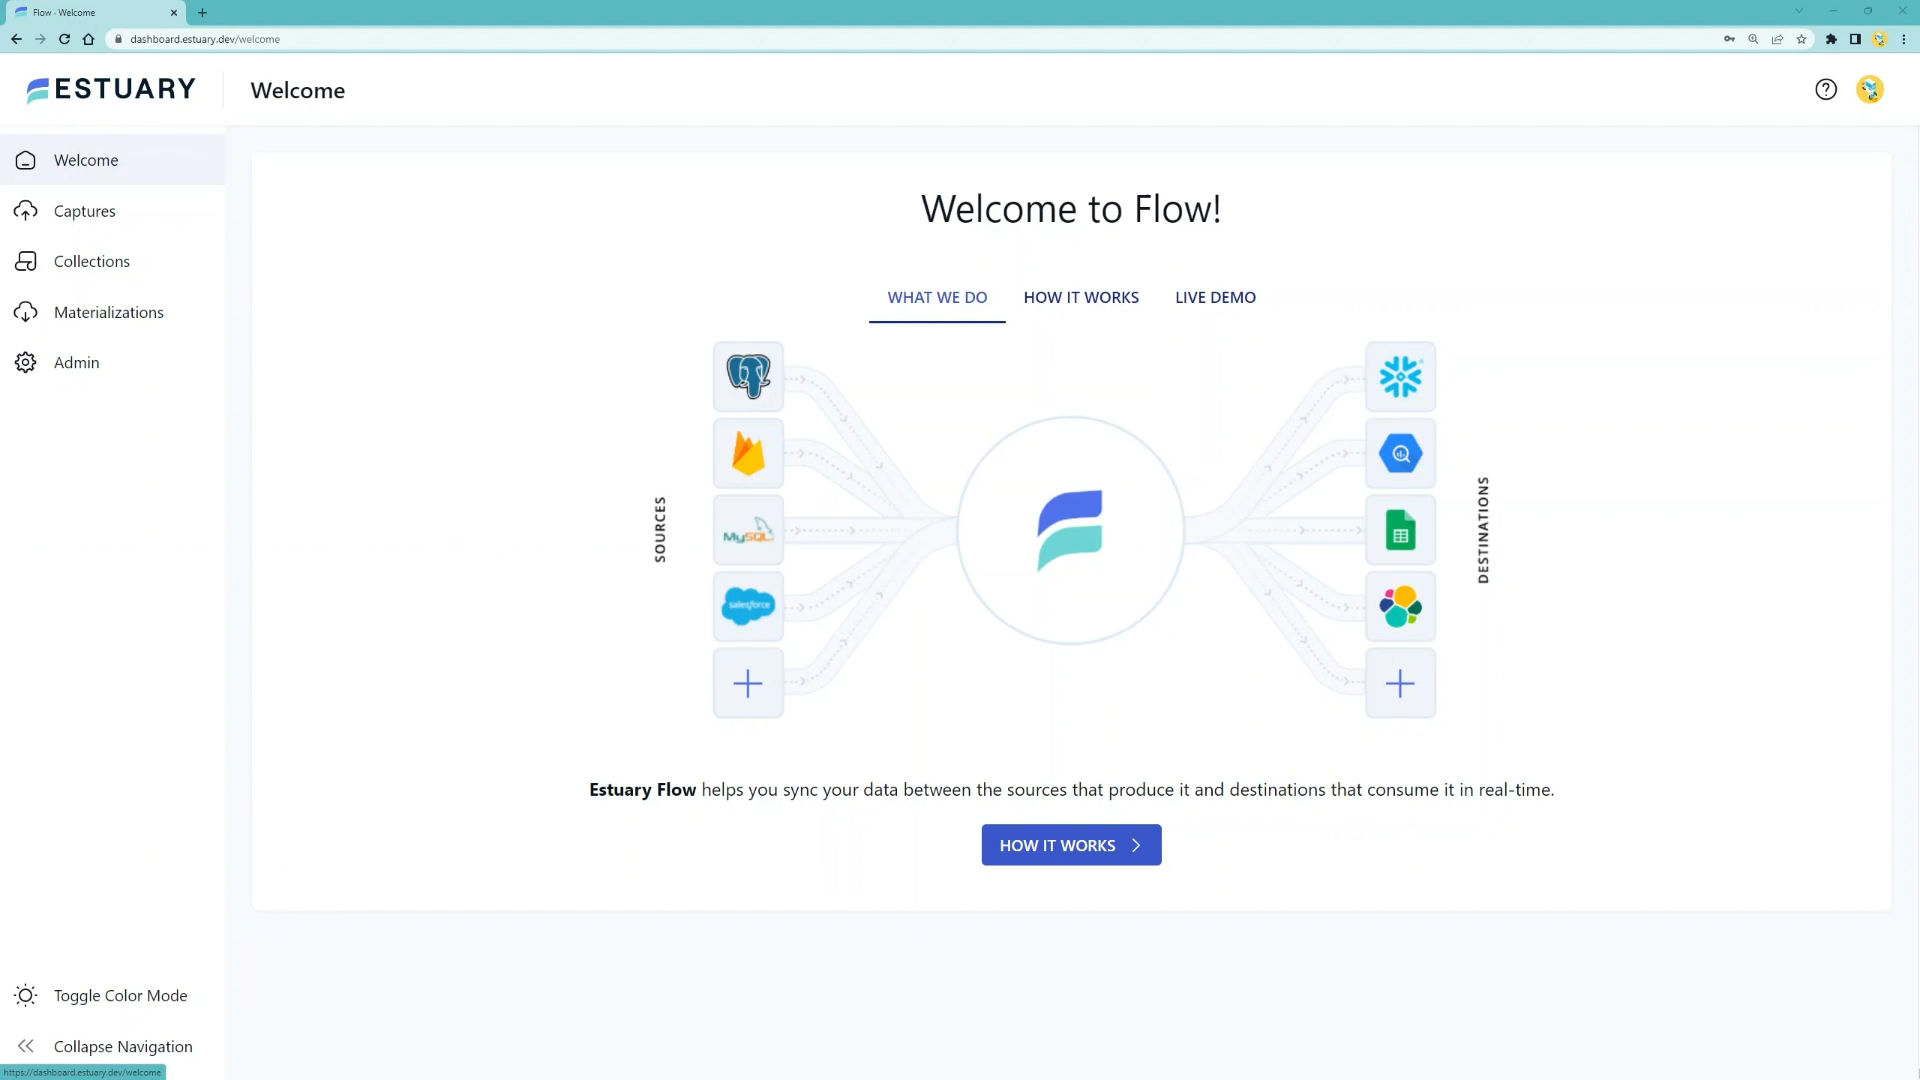 Flow - Welcome
dashboard.estuary.dev/welcome
ESTUARY
Welcome
Welcome
Captures
Collections
Materializations
Admin
Welcome to Flow!
WHAT WE DO
HOW IT WORKS
LIVE DEMO
SOURCES
MySQL
salesforce
DESTINATIONS
Estuary Flow helps you sync your data between the sources that produce it and destinations that consume it in real-time.
HOW IT WORKS
Toggle Color Mode
Collapse Navigation
https://dashboard.estuary.dev/welcome